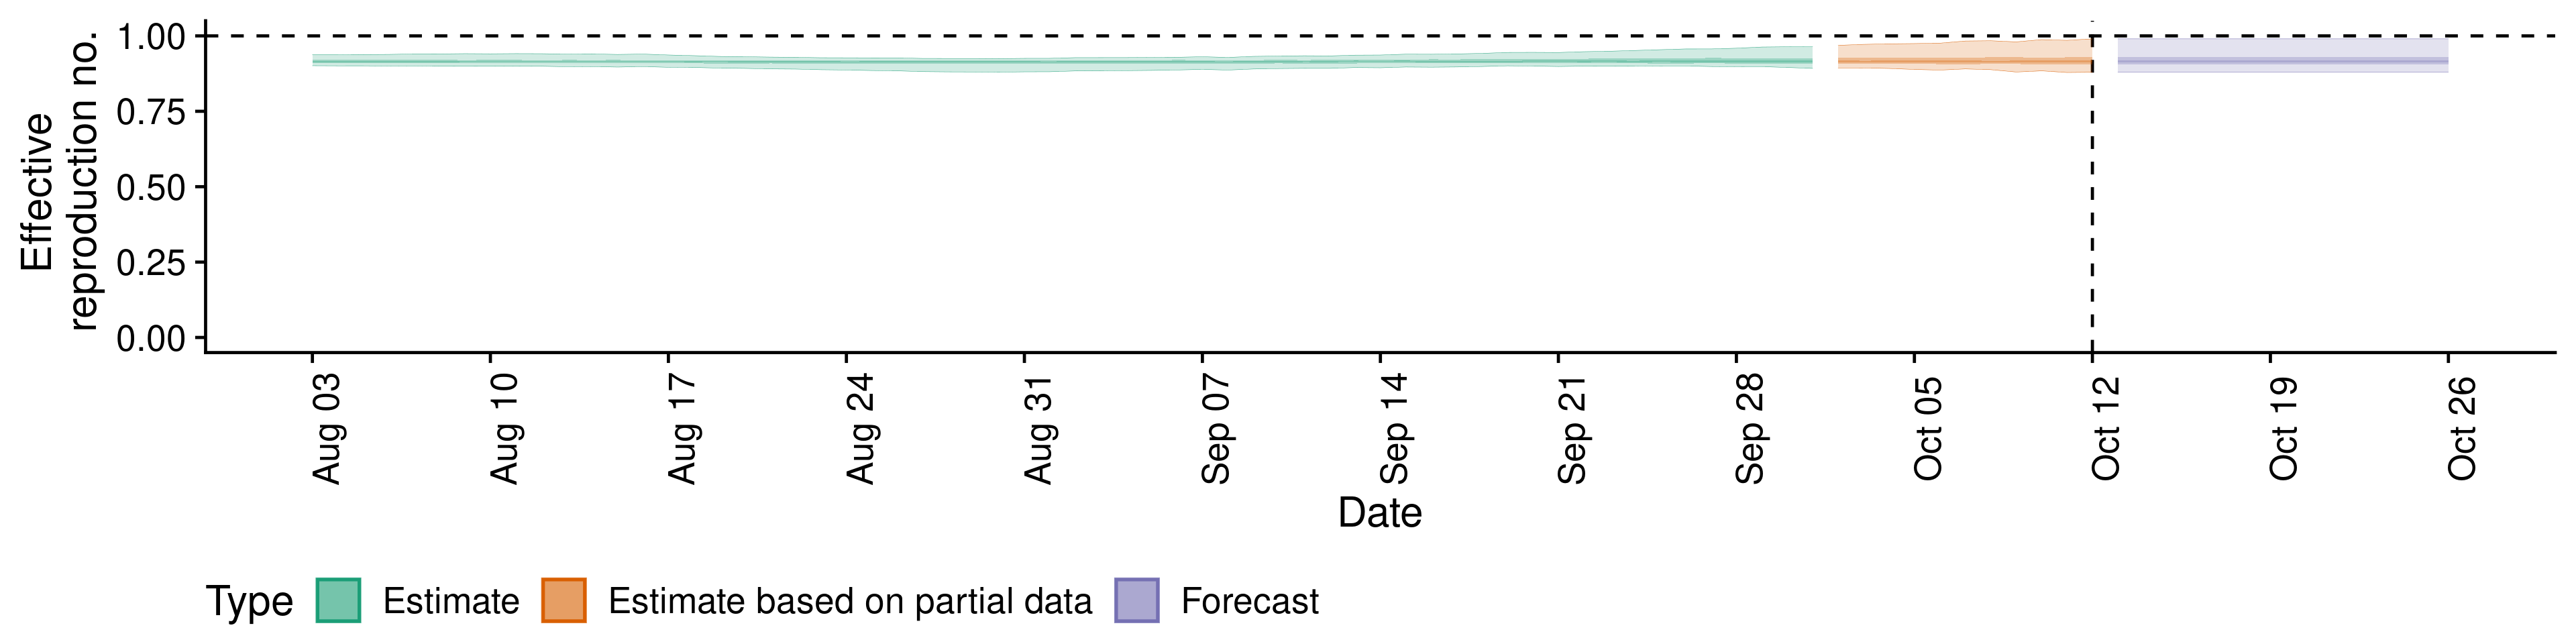 Effective
reproduction no.
1.00
0.75
0.50
0.25
0.00
Aug 03
Aug 10
Aug 17
Aug 24
Aug 31
Sep 07
Sep 14
Sep 21
Sep 28
Oct 05
Oct 12
Oct 19
Oct 26
Date
Type Estimate Estimate based on partial data Forecast